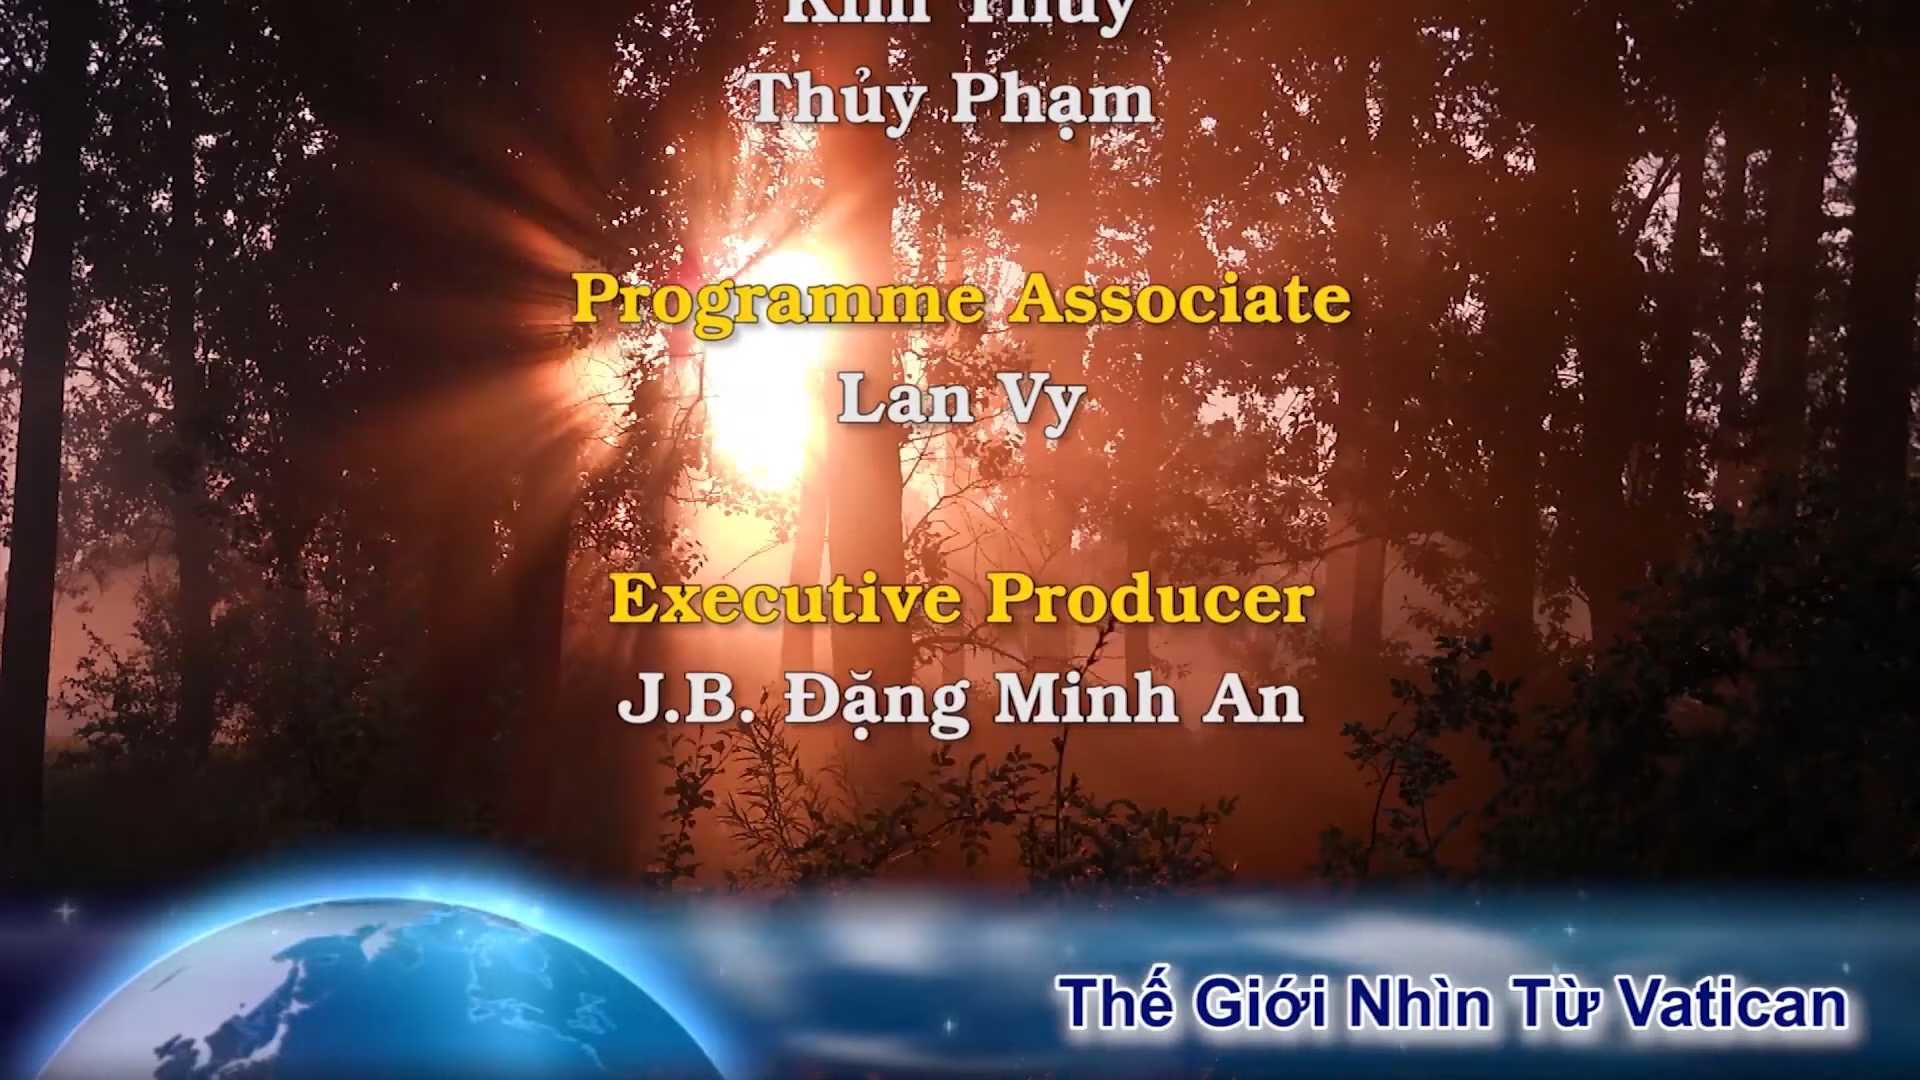 Thủy Phạm
Programme Associate
Lan Vy
Executive Producer
J.B. Đặng Minh An
Thế Giới Nhìn Từ Vatican